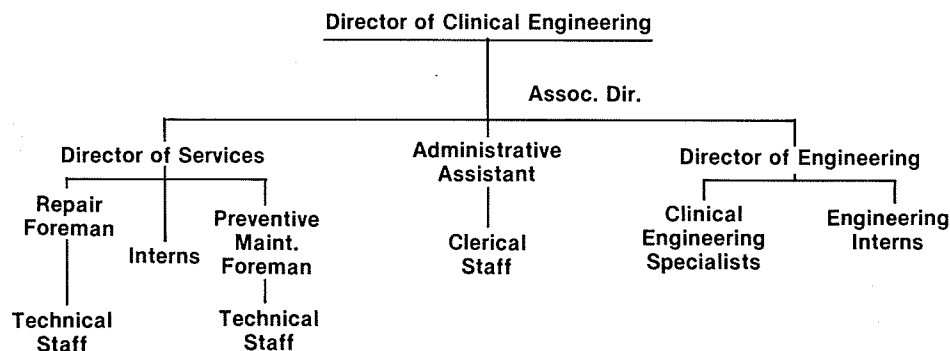 Director of Clinical Engineering
Assoc. Dir.
Director of Services
Administrative
Assistant
Director of Engineering
Repair
Foreman
Interns
Preventive
Maint.
Foreman
Clerical
Staff
Clinical
Engineering
Specialists
Engineering
Interns
Technical
Staff
Technical
Staff